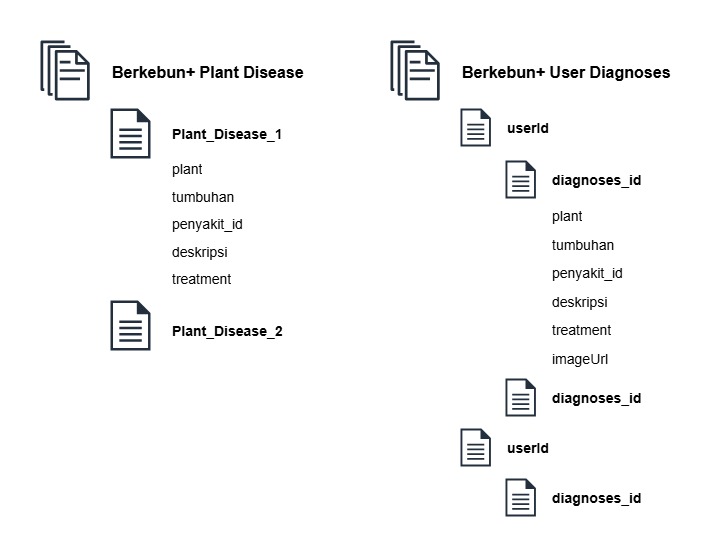 Berkebun+ Plant Disease
Plant_Disease_1
plant
tumbuhan
penyakit_id
deskripsi
treatment
Plant_Disease_2
Berkebun+ User Diagnoses
userId
diagnoses_id
plant
tumbuhan
penyakit_id
deskripsi
treatment
imageUrl
diagnoses_id
userId
diagnoses_id